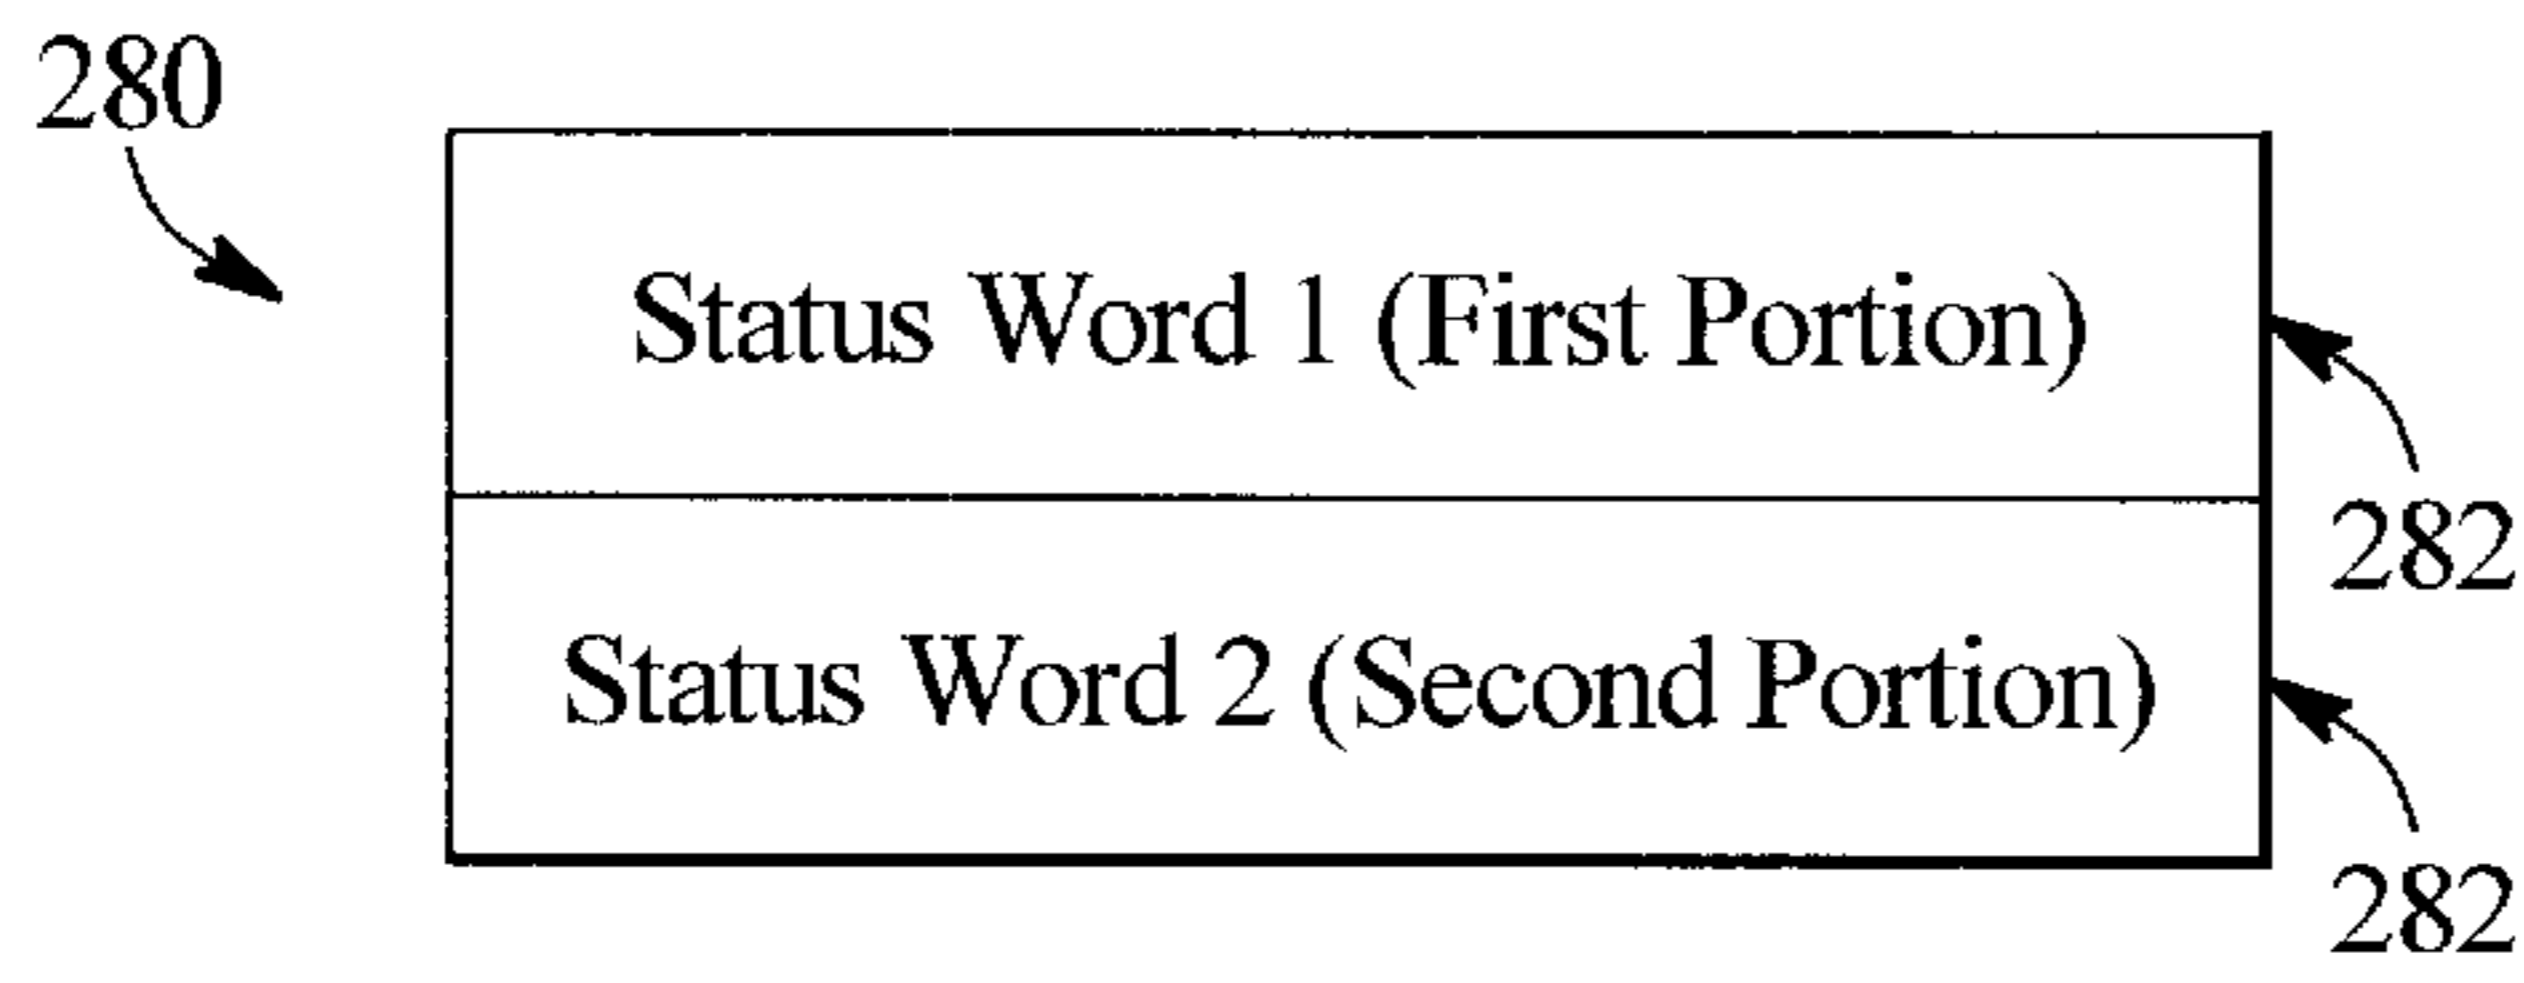 280
Status Word 1 (First Portion)
282
Status Word 2 (Second Portion)
282